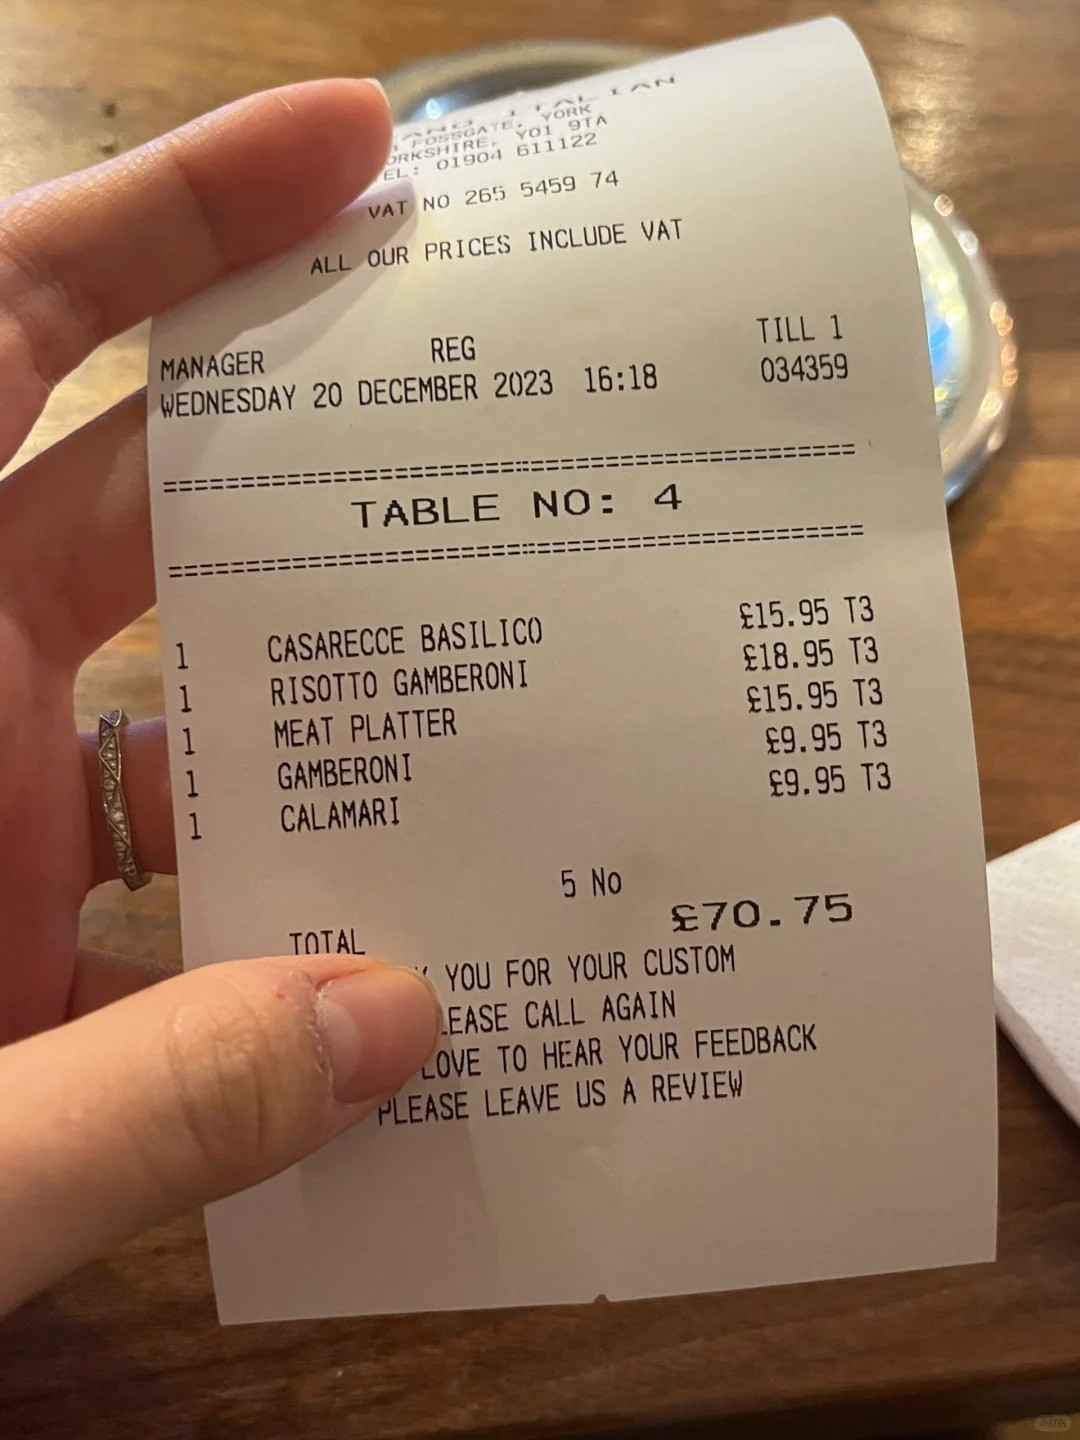 ITALIAN
FOSSGATE, YORK
ORKSHIRE, YO1 9TA
EL: 01904 611122
VAT NO 265 5459 74
ALL OUR PRICES INCLUDE VAT
MANAGER REG TILL 1
WEDNESDAY 20 DECEMBER 2023 16:18 034359
TABLE NO: 4
1 CASARECCE BASILICO £15.95 T3
1 RISOTTO GAMBERONI £18.95 T3
1 MEAT PLATTER £15.95 T3
1 GAMBERONI £9.95 T3
1 CALAMARI £9.95 T3
5 No
TOTAL £70.75
YOU FOR YOUR CUSTOM
LEASE CALL AGAIN
LOVE TO HEAR YOUR FEEDBACK
PLEASE LEAVE US A REVIEW